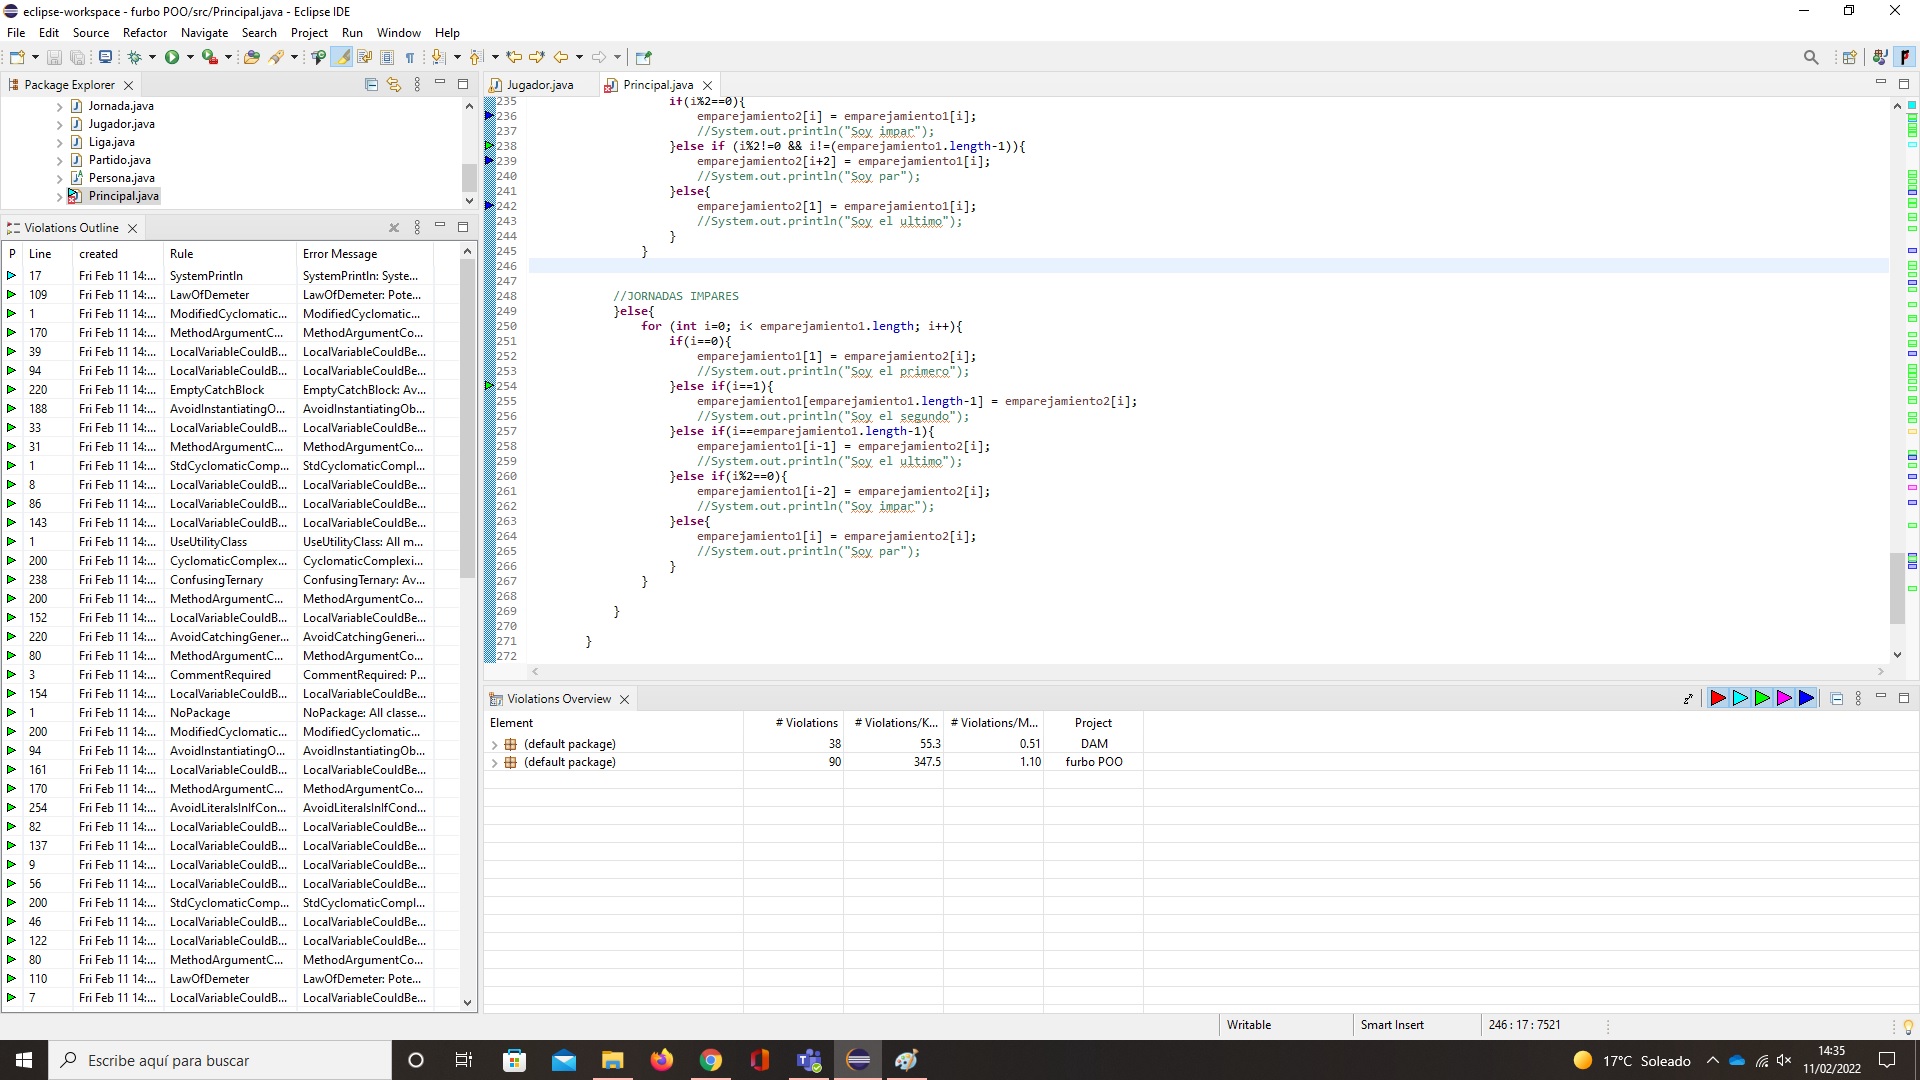 eclipse-workspace - furbo POO/src/Principal.java - Eclipse IDE
File Edit Source Refactor Navigate Search Project Run Window Help
Package Explorer
Jornada.java
Jugador.java
Liga.java
Partido.java
Persona.java
Principal.java
Violations Outline
P Line created Rule Error Message
17 Fri Feb 11 14:... SystemPrintln SystemPrintln: Syste...
109 Fri Feb 11 14:... LawOfDemeter LawOfDemeter: Pote...
1 Fri Feb 11 14:... ModifiedCyclomatic... ModifiedCyclomatic...
170 Fri Feb 11 14:... MethodArgumentC... MethodArgumentCo...
39 Fri Feb 11 14:... LocalVariableCouldB... LocalVariableCouldBe...
94 Fri Feb 11 14:... LocalVariableCouldB... LocalVariableCouldBe...
220 Fri Feb 11 14:... EmptyCatchBlock EmptyCatchBlock: Av...
188 Fri Feb 11 14:... AvoidInstantiatingO... AvoidInstantiatingOb...
33 Fri Feb 11 14:... LocalVariableCouldB... LocalVariableCouldBe...
31 Fri Feb 11 14:... MethodArgumentC... MethodArgumentCo...
1 Fri Feb 11 14:... StdCyclomaticComp... StdCyclomaticCompl...
8 Fri Feb 11 14:... LocalVariableCouldB... LocalVariableCouldBe...
86 Fri Feb 11 14:... LocalVariableCouldB... LocalVariableCouldBe...
143 Fri Feb 11 14:... LocalVariableCouldB... LocalVariableCouldBe...
1 Fri Feb 11 14:... UseUtilityClass UseUtilityClass: All m...
200 Fri Feb 11 14:... CyclomaticComplex... CyclomaticComplexi...
238 Fri Feb 11 14:... ConfusingTernary ConfusingTernary: Av...
200 Fri Feb 11 14:... MethodArgumentC... MethodArgumentCo...
152 Fri Feb 11 14:... LocalVariableCouldB... LocalVariableCouldBe...
220 Fri Feb 11 14:... AvoidCatchingGener... AvoidCatchingGeneri...
80 Fri Feb 11 14:... MethodArgumentC... MethodArgumentCo...
3 Fri Feb 11 14:... CommentRequired CommentRequired: P...
154 Fri Feb 11 14:... LocalVariableCouldB... LocalVariableCouldBe...
1 Fri Feb 11 14:... NoPackage NoPackage: All classe...
200 Fri Feb 11 14:... ModifiedCyclomatic... ModifiedCyclomatic...
94 Fri Feb 11 14:... AvoidInstantiatingO... AvoidInstantiatingOb...
161 Fri Feb 11 14:... LocalVariableCouldB... LocalVariableCouldBe...
170 Fri Feb 11 14:... MethodArgumentC... MethodArgumentCo...
254 Fri Feb 11 14:... AvoidLiteralsInIfCon... AvoidLiteralsInIfCond...
82 Fri Feb 11 14:... LocalVariableCouldB... LocalVariableCouldBe...
137 Fri Feb 11 14:... LocalVariableCouldB... LocalVariableCouldBe...
9 Fri Feb 11 14:... LocalVariableCouldB... LocalVariableCouldBe...
56 Fri Feb 11 14:... LocalVariableCouldB... LocalVariableCouldBe...
200 Fri Feb 11 14:... StdCyclomaticComp... StdCyclomaticCompl...
46 Fri Feb 11 14:... LocalVariableCouldB... LocalVariableCouldBe...
122 Fri Feb 11 14:... LocalVariableCouldB... LocalVariableCouldBe...
80 Fri Feb 11 14:... MethodArgumentC... MethodArgumentCo...
110 Fri Feb 11 14:... LawOfDemeter LawOfDemeter: Pote...
7 Fri Feb 11 14:... LocalVariableCouldB... LocalVariableCouldBe...
Jugador.java Principal.java
235 if(i%2==0){
236 emparejamiento2[i] = emparejamiento1[i];
237 //System.out.println("Soy impar");
238 }else if (i%2!=0 && i!=(emparejamiento1.length-1)){
239 emparejamiento2[i+2] = emparejamiento1[i];
240 //System.out.println("Soy par");
241 }else{
242 emparejamiento2[1] = emparejamiento1[i];
243 //System.out.println("Soy el ultimo");
244 }
245 }
246
247
248 //JORNADAS IMPARES
249 }else{
250 for (int i=0; i< emparejamiento1.length; i++){
251 if(i==0){
252 emparejamiento1[1] = emparejamiento2[i];
253 //System.out.println("Soy el primero");
254 }else if(i==1){
255 emparejamiento1[emparejamiento1.length-1] = emparejamiento2[i];
256 //System.out.println("Soy el segundo");
257 }else if(i==emparejamiento1.length-1){
258 emparejamiento1[i-1] = emparejamiento2[i];
259 //System.out.println("Soy el ultimo");
260 }else if(i%2==0){
261 emparejamiento1[i-2] = emparejamiento2[i];
262 //System.out.println("Soy impar");
263 }else{
264 emparejamiento1[i] = emparejamiento2[i];
265 //System.out.println("Soy par");
266 }
267 }
268
269 }
270
271 }
272
Violations Overview
Element # Violations # Violations/K... # Violations/M... Project
(default package) 38 55.3 0.51 DAM
(default package) 90 347.5 1.10 furbo POO
Writable Smart Insert 246 : 17 : 7521
Escribe aquí para buscar
17°C Soleado
14:35
11/02/2022